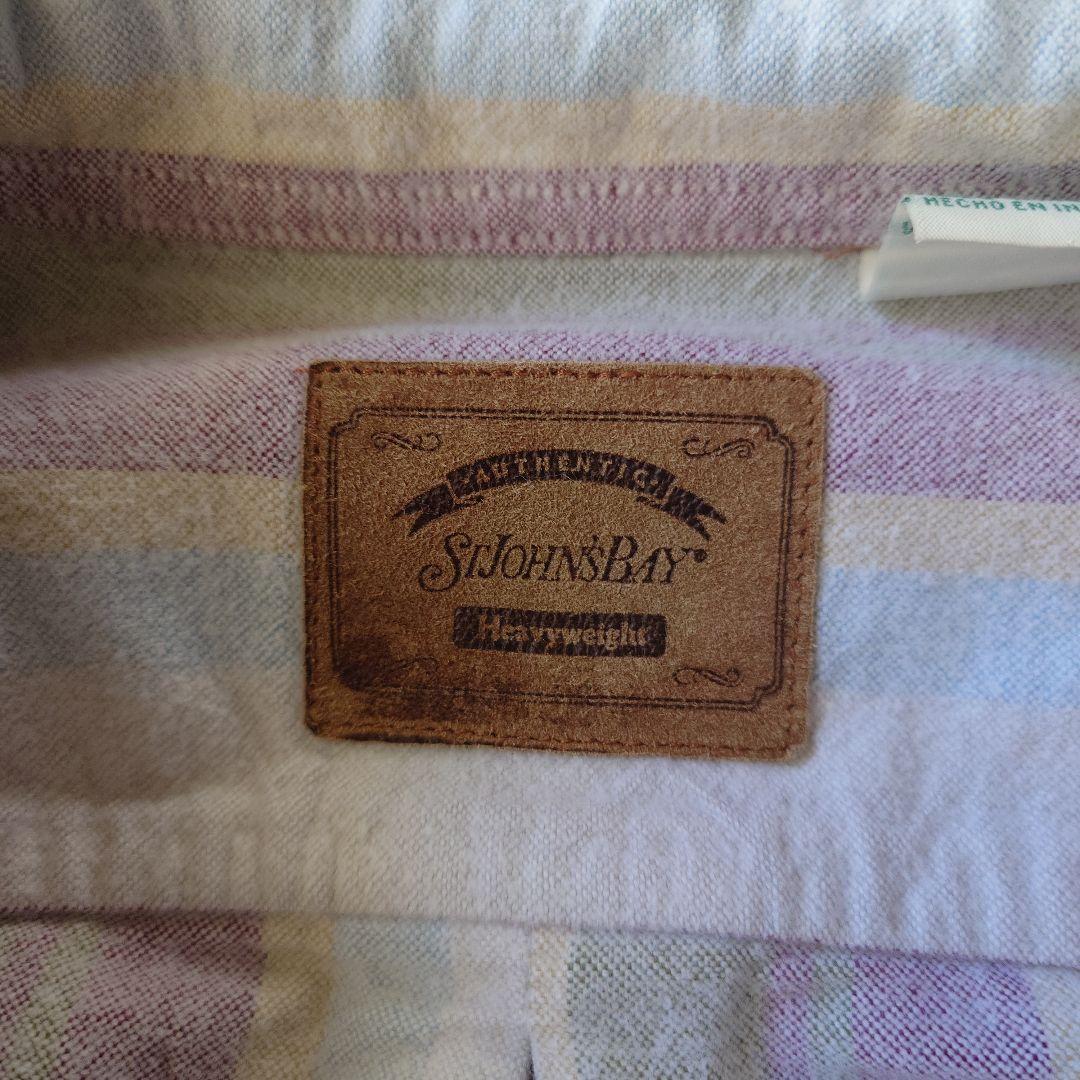 HECHO EN IN
AUTHENTIC
ST. JOHN'S BAY
Heavyweight